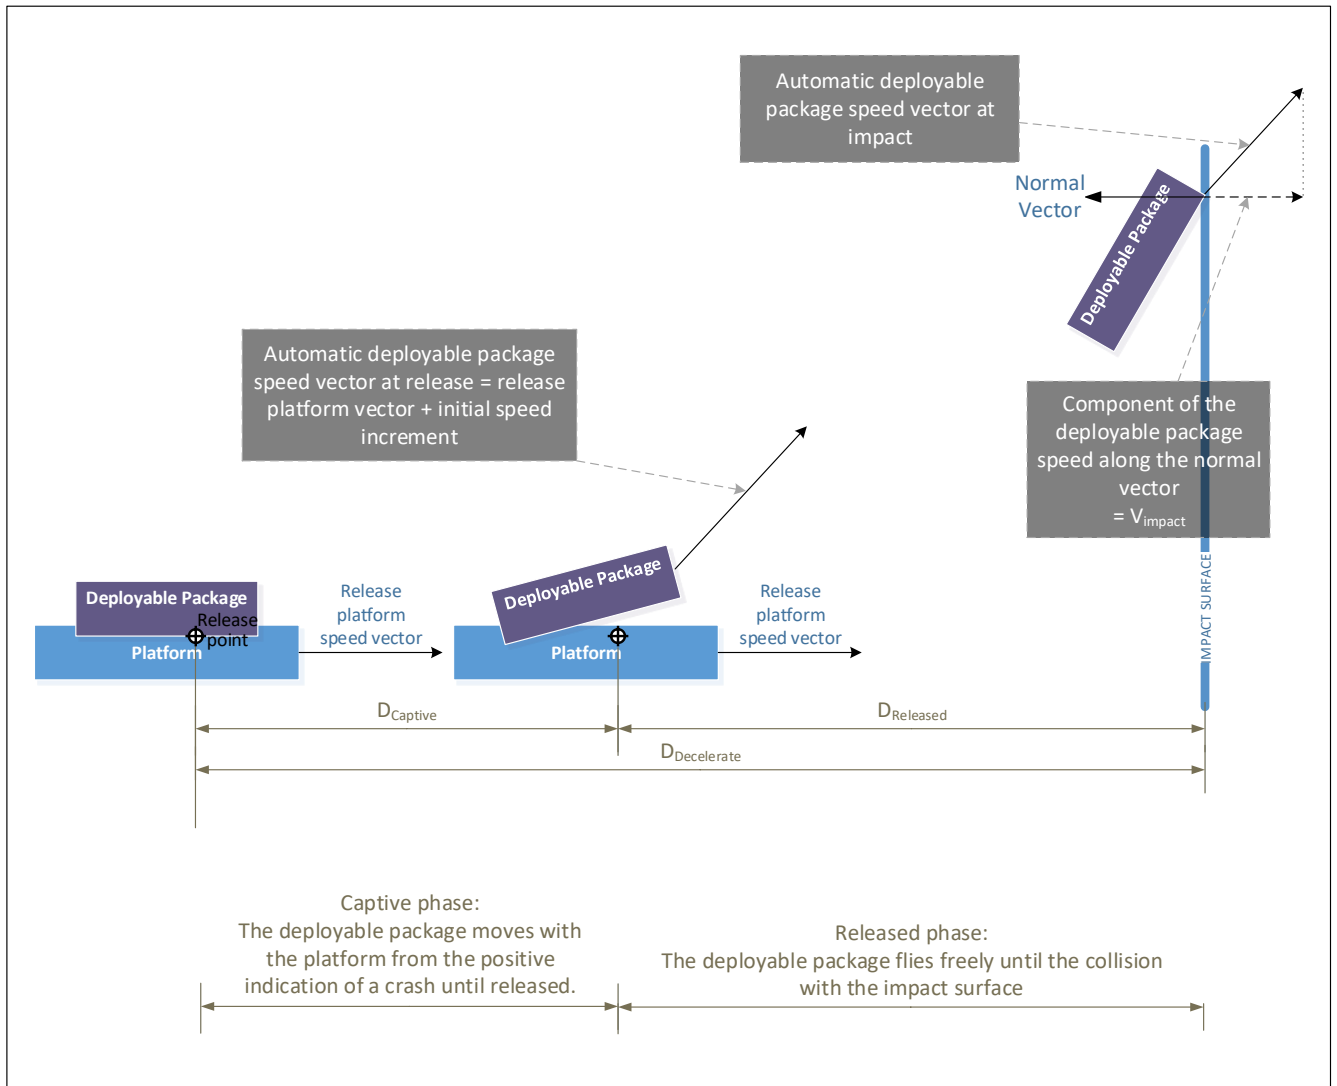 Automatic deployable
package speed vector at
impact
Normal
Vector
Deployable Package
Automatic deployable package
speed vector at release = release
platform vector + initial speed
increment
Component of the
deployable package
speed along the normal
vector
= Vimpact
Deployable Package
Release
point
Platform
Release
platform
speed vector
Deployable Package
Platform
Release
platform
speed vector
IMPACT SURFACE
DCaptive
DReleased
DDecelerate
Captive phase:
The deployable package moves with
the platform from the positive
indication of a crash until released.
Released phase:
The deployable package flies freely until the collision
with the impact surface